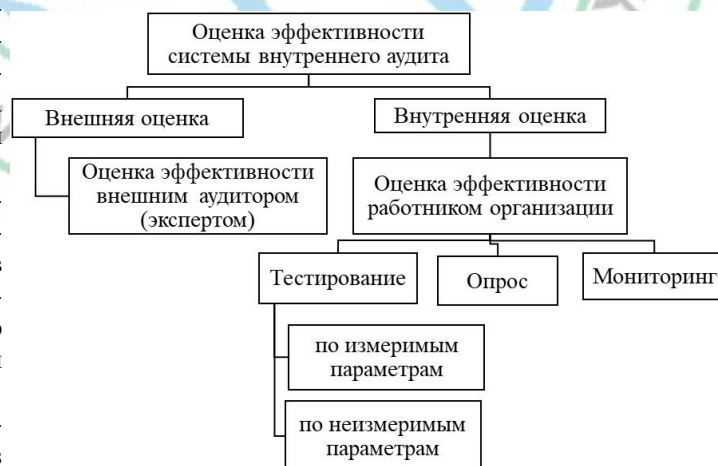 Оценка эффективности
системы внутреннего аудита
Внешняя оценка
Внутренняя оценка
Оценка эффективности
внешним аудитором
(экспертом)
Оценка эффективности
работником организации
Тестирование
Опрос
Мониторинг
по измеримым
параметрам
по неизмеримым
параметрам